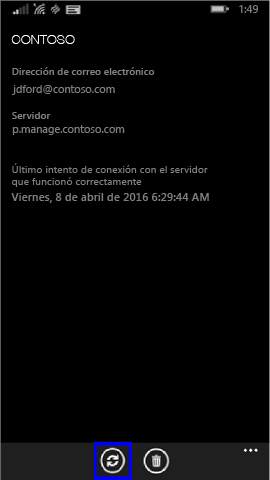 1:49
CONTOSO
Dirección de correo electrónico
jdford@contoso.com
Servidor
p.manage.contoso.com
Último intento de conexión con el servidor
que funcionó correctamente
Viernes, 8 de abril de 2016 6:29:44 AM